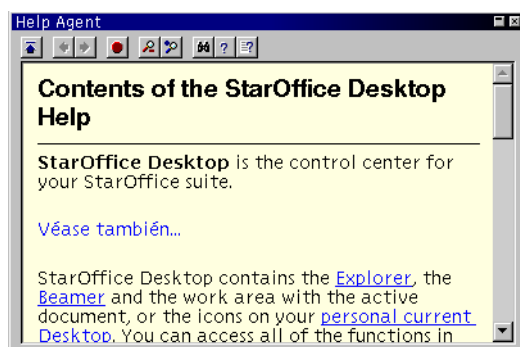 Help Agent
Contents of the StarOffice Desktop
Help
StarOffice Desktop is the control center for
your StarOffice suite.
Véase también...
StarOffice Desktop contains the Explorer, the
Beamer and the work area with the active
document, or the icons on your personal current
Desktop. You can access all of the functions in